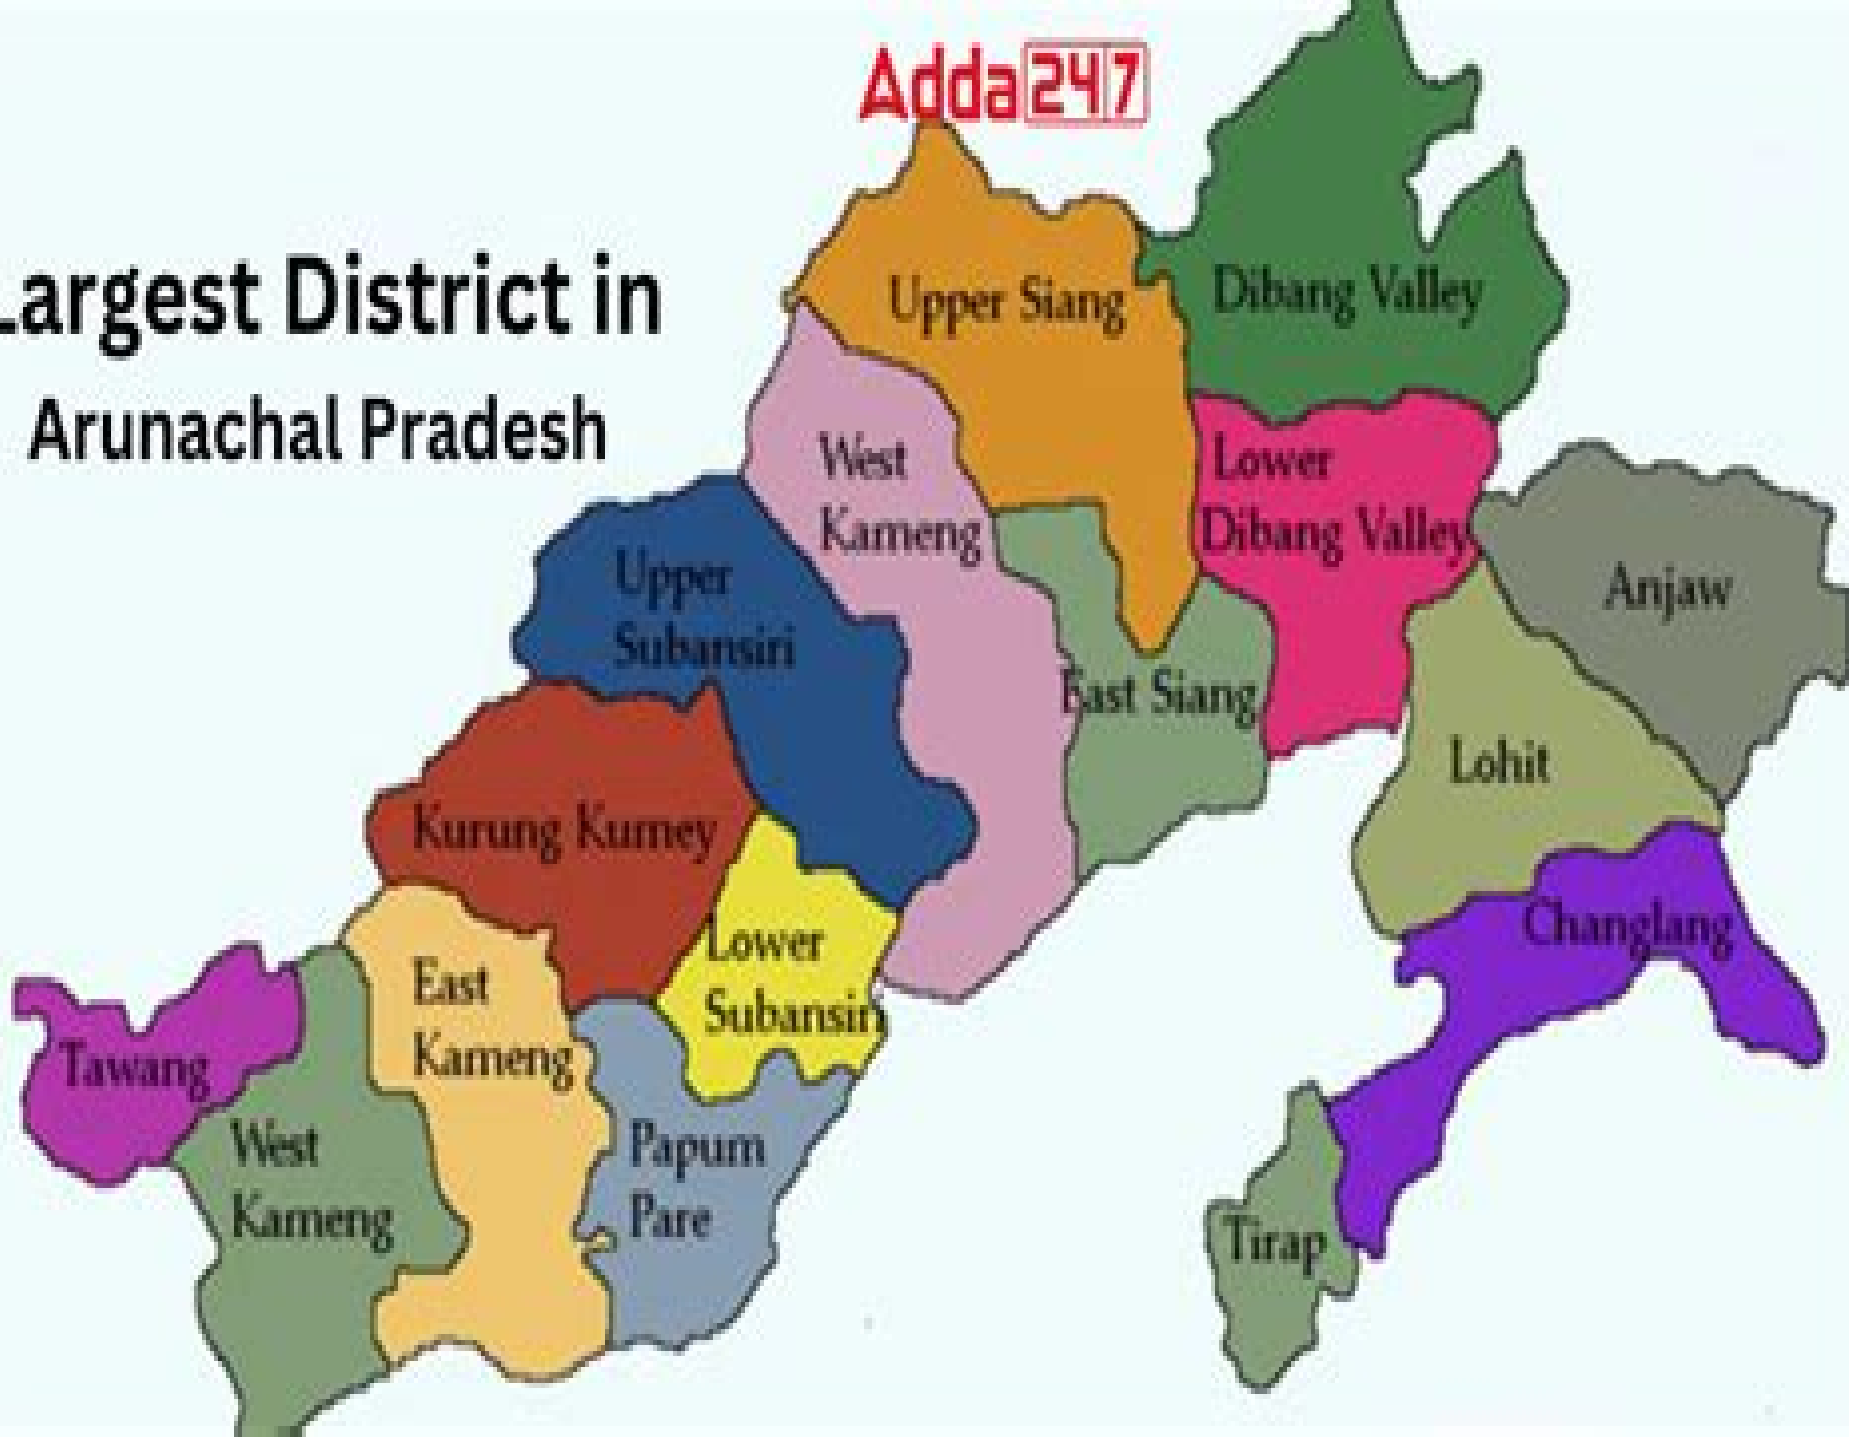 Adda247
Largest District in
Arunachal Pradesh
Upper Siang
Dibang Valley
West
Kameng
Lower
Dibang Valley
Upper
Subansiri
Anjaw
East Siang
Lohit
Kurung Kumey
Changlang
Lower
Subansiri
East
Kameng
Tawang
West
Kameng
Papum
Pare
Tirap